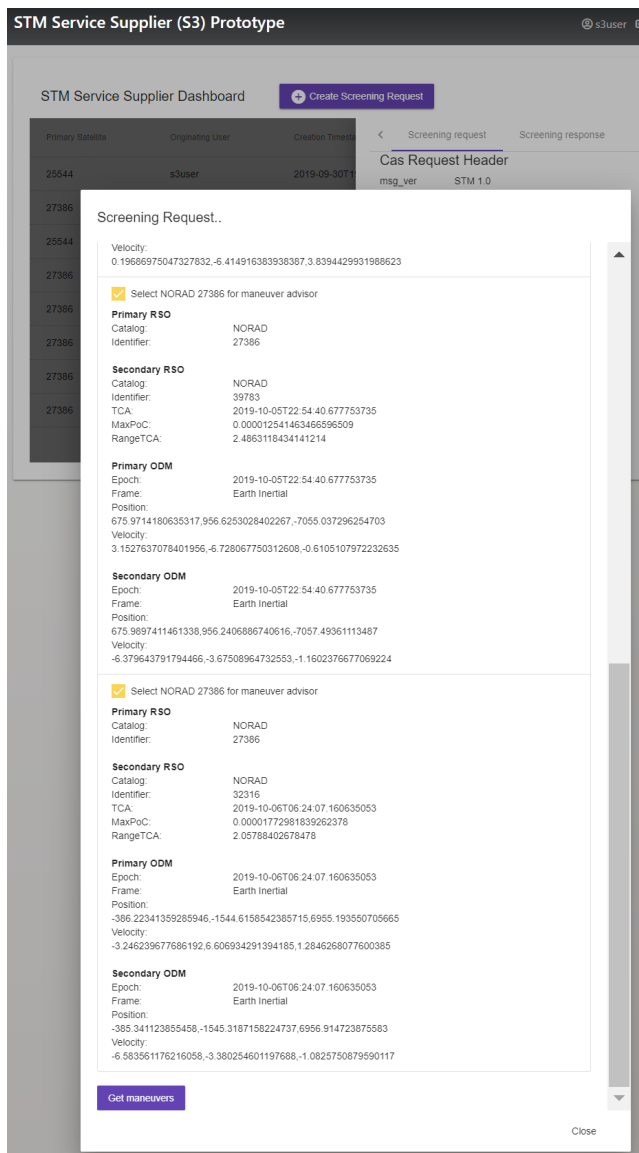 STM Service Supplier (S3) Prototype
s3user
STM Service Supplier Dashboard
Create Screening Request
Primary Satellite Originating User Creation Timest
Screening request Screening response
Cas Request Header
msg_ver STM 1.0
25544 s3user 2019-09-30T1
27386
25544
27386
27386
27386
27386
27386
Screening Request..
Velocity:
0.19686975047327832,-6.414916383938387,3.8394429931988623
Select NORAD 27386 for maneuver advisor
Primary RSO
Catalog: NORAD
Identifier: 27386
Secondary RSO
Catalog: NORAD
Identifier: 39783
TCA: 2019-10-05T22:54:40.677753735
MaxPoC: 0.000012541463466596509
RangeTCA: 2.4863118434141214
Primary ODM
Epoch: 2019-10-05T22:54:40.677753735
Frame: Earth Inertial
Position:
675.9714180635317,956.6253028402267,-7055.037296254703
Velocity:
3.1527637078401956,-6.728067750312608,-0.6105107972232635
Secondary ODM
Epoch: 2019-10-05T22:54:40.677753735
Frame: Earth Inertial
Position:
675.9897411461338,956.2406886740616,-7057.49361113487
Velocity:
-6.379643791794466,-3.67508964732553,-1.1602376677069224
Select NORAD 27386 for maneuver advisor
Primary RSO
Catalog: NORAD
Identifier: 27386
Secondary RSO
Catalog: NORAD
Identifier: 32316
TCA: 2019-10-06T06:24:07.160635053
MaxPoC: 0.00001772981839262378
RangeTCA: 2.05788402678478
Primary ODM
Epoch: 2019-10-06T06:24:07.160635053
Frame: Earth Inertial
Position:
-386.22341359285946,-1544.6158542385715,6955.193550705665
Velocity:
-3.246239677686192,6.606934291394185,1.2846268077600385
Secondary ODM
Epoch: 2019-10-06T06:24:07.160635053
Frame: Earth Inertial
Position:
-385.341123855458,-1545.3187158224737,6956.914723875583
Velocity:
-6.583561176216058,-3.380254601197688,-1.0825750879590117
Get maneuvers
Close